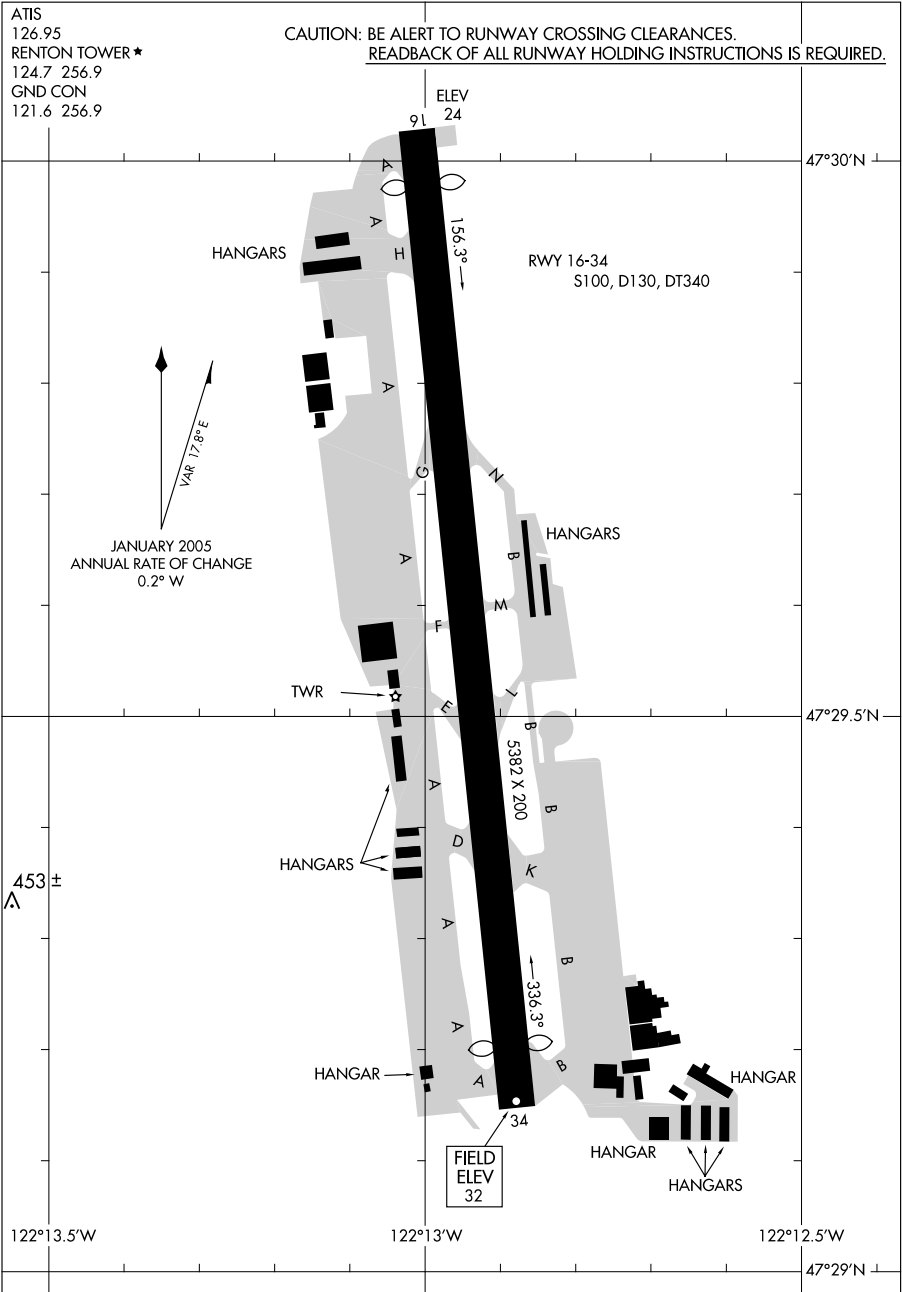 ATIS
126.95
RENTON TOWER★
124.7 256.9
GND CON
121.6 256.9
CAUTION: BE ALERT TO RUNWAY CROSSING CLEARANCES.
READBACK OF ALL RUNWAY HOLDING INSTRUCTIONS IS REQUIRED.
ELEV
24
16
47°30'N
A
A
H
HANGARS
156.3°
RWY 16-34
S100, D130, DT340
A
VAR 17.8° E
JANUARY 2005
ANNUAL RATE OF CHANGE
0.2° W
G
N
HANGARS
A
B
M
F
TWR
E
L
B
47°29.5'N
5382 X 200
A
B
D
HANGARS
K
453 ±
A
B
336.3°
A
HANGAR
A
B
HANGAR
34
FIELD
ELEV
32
HANGAR
HANGARS
122°13.5'W
122°13'W
122°12.5'W
47°29'N